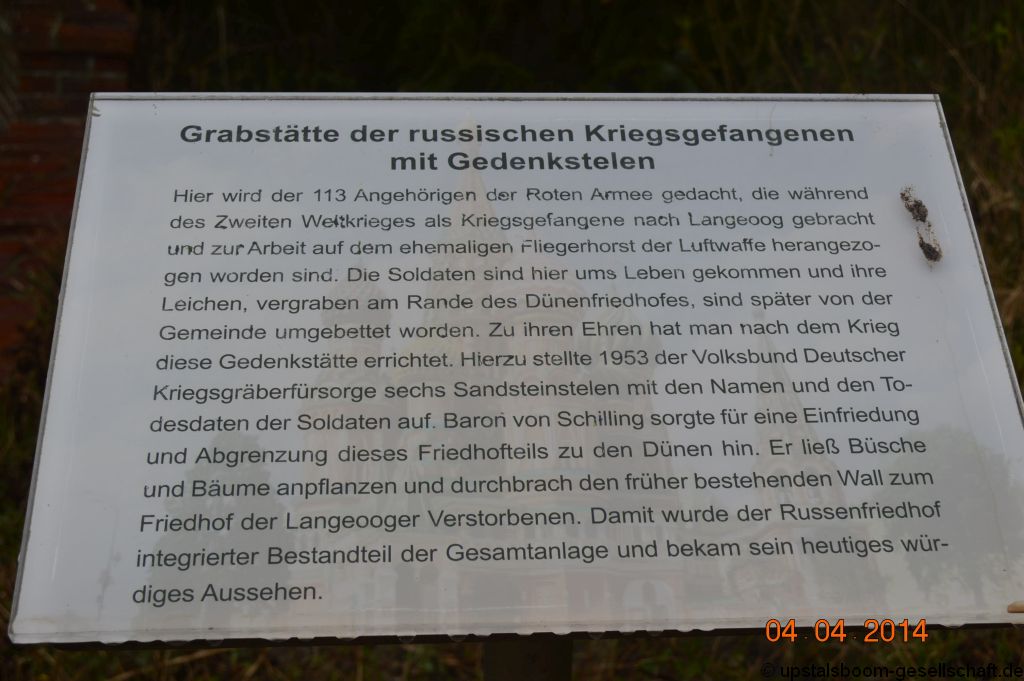 Grabstätte der russischen Kriegsgefangenen
mit Gedenkstelen
Hier wird der 113 Angehörigen der Roten Armee gedacht, die während
des Zweiten Weltkrieges als Kriegsgefangene nach Langeoog gebracht
und zur Arbeit auf dem ehemaligen Fliegerhorst der Luftwaffe herangezo-
gen worden sind. Die Soldaten sind hier ums Leben gekommen und ihre
Leichen, vergraben am Rande des Dünenfriedhofes, sind später von der
Gemeinde umgebettet worden. Zu ihren Ehren hat man nach dem Krieg
diese Gedenkstätte errichtet. Hierzu stellte 1953 der Volksbund Deutscher
Kriegsgräberfürsorge sechs Sandsteinstelen mit den Namen und den To-
desdaten der Soldaten auf. Baron von Schilling sorgte für eine Einfriedung
und Abgrenzung dieses Friedhofteils zu den Dünen hin. Er ließ Büsche
und Bäume anpflanzen und durchbrach den früher bestehenden Wall zum
Friedhof der Langeooger Verstorbenen. Damit wurde der Russenfriedhof
integrierter Bestandteil der Gesamtanlage und bekam sein heutiges wür-
diges Aussehen.
04 04 2014
© upstalsboom-gesellschaft.de